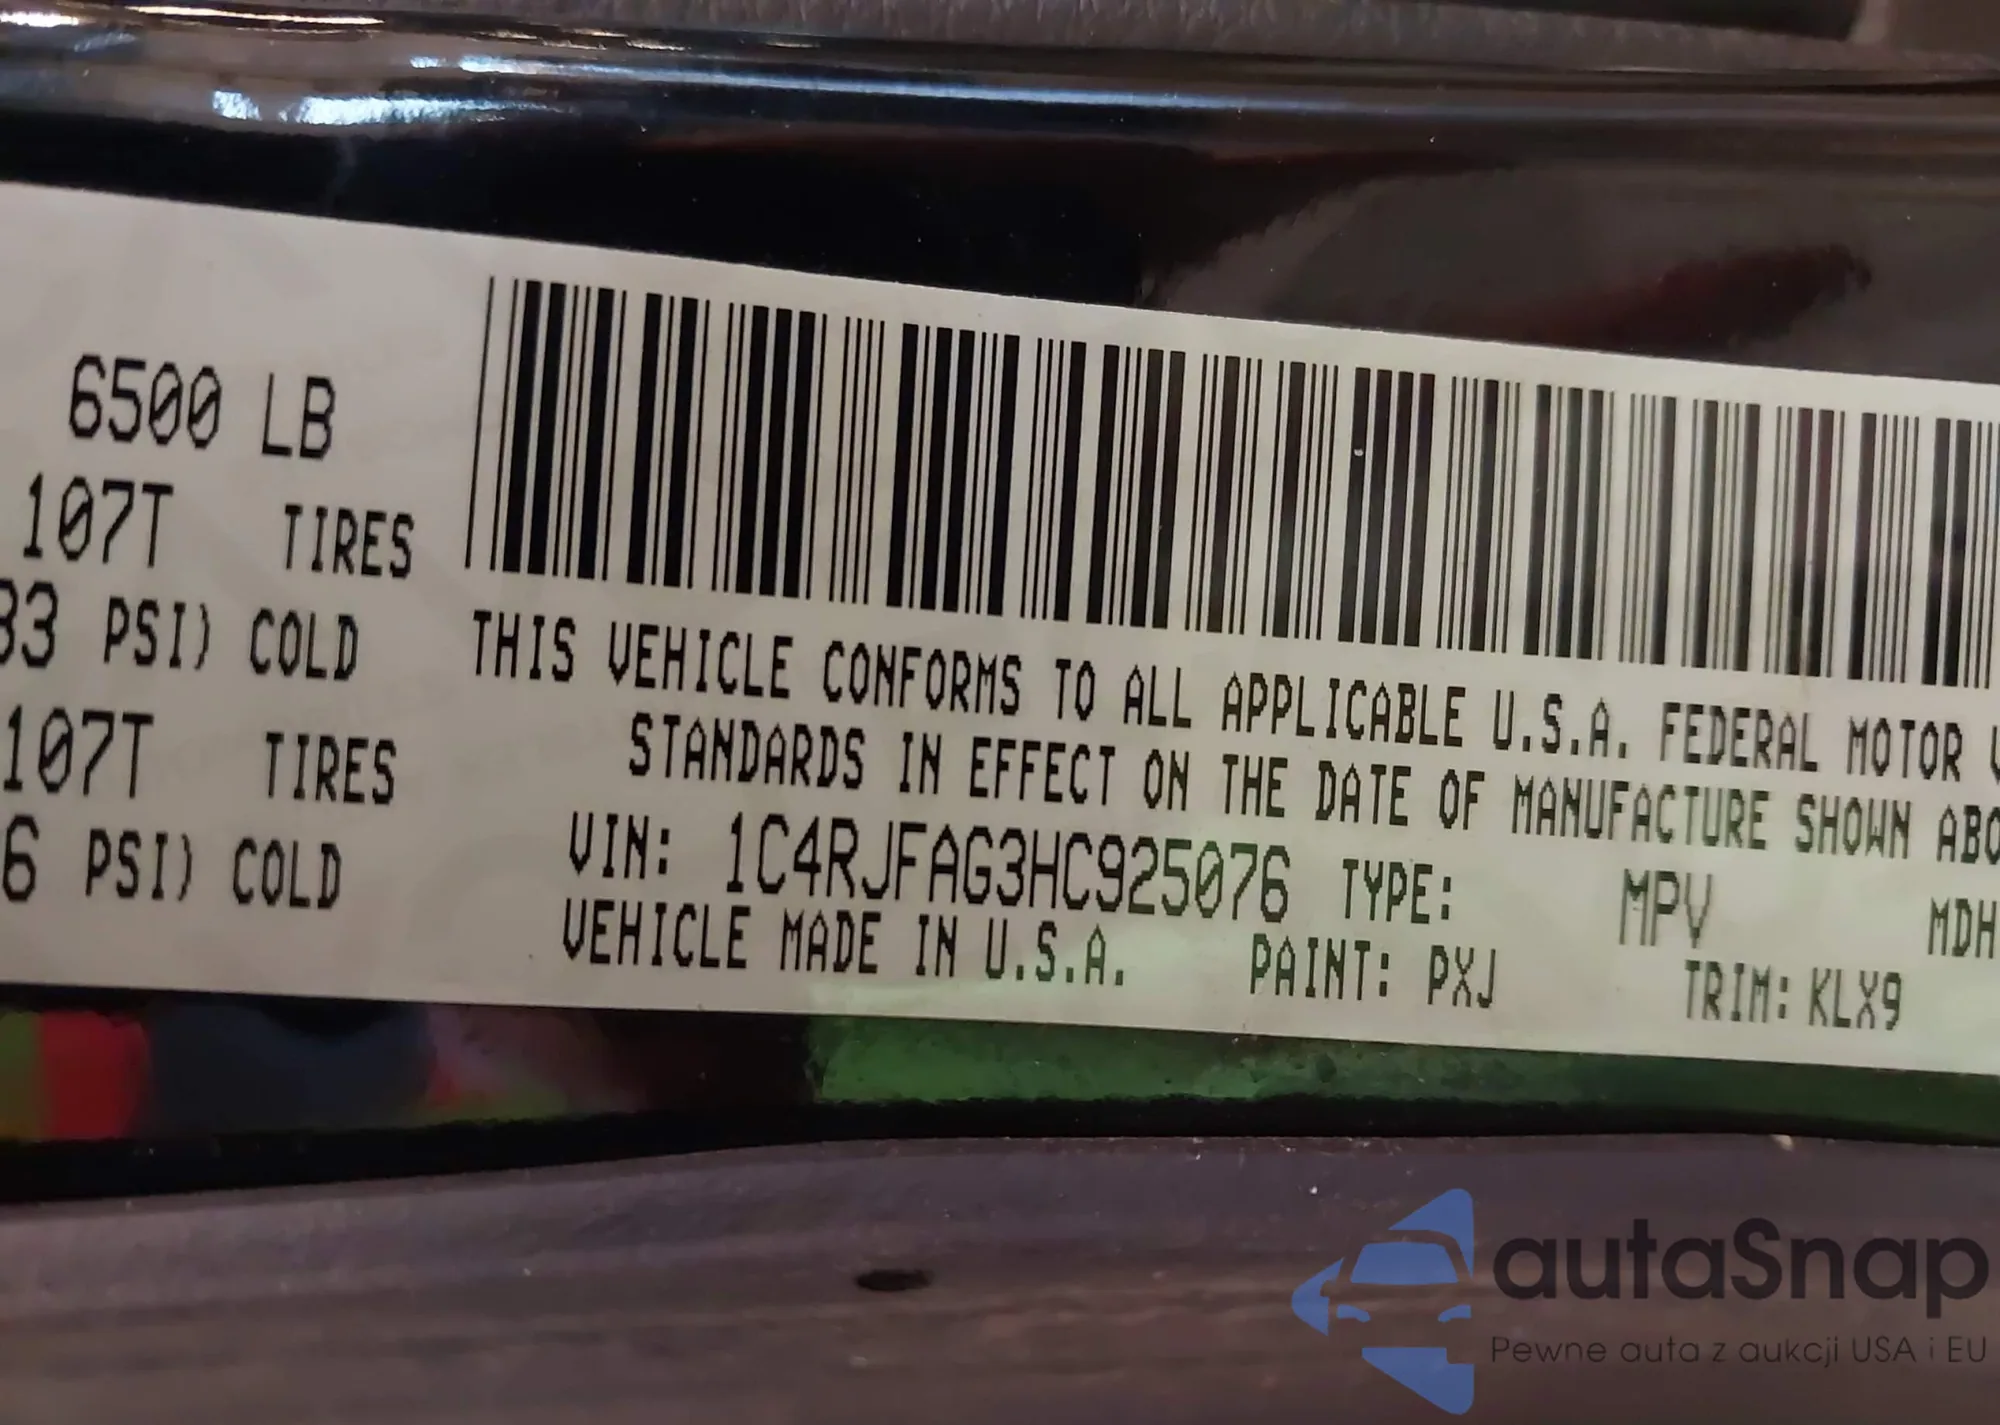 6500 LB
107T TIRES
33 PSI) COLD
107T TIRES
6 PSI) COLD
THIS VEHICLE CONFORMS TO ALL APPLICABLE U.S.A. FEDERAL MOTOR V
STANDARDS IN EFFECT ON THE DATE OF MANUFACTURE SHOWN ABO
VIN: 1C4RJFAG3HC925076 TYPE: MPV MDH
VEHICLE MADE IN U.S.A. PAINT: PXJ TRIM: KLX9
autaSnap
Pewne auta z aukcji USA i EU